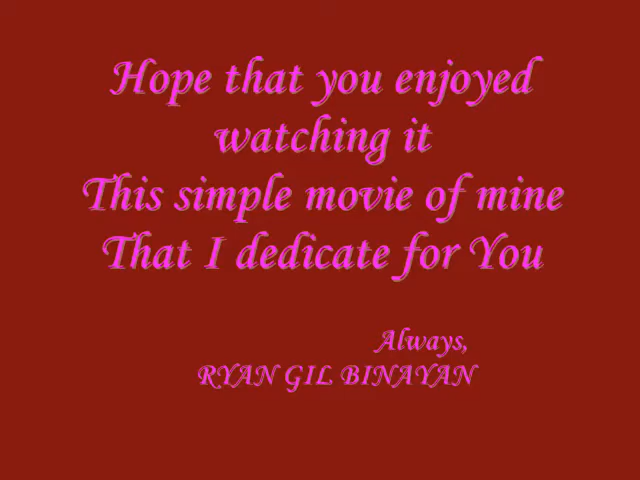 Hope that you enjoyed
watching it
This simple movie of mine
That I dedicate for You
Always,
RYAN GIL BINAYAN